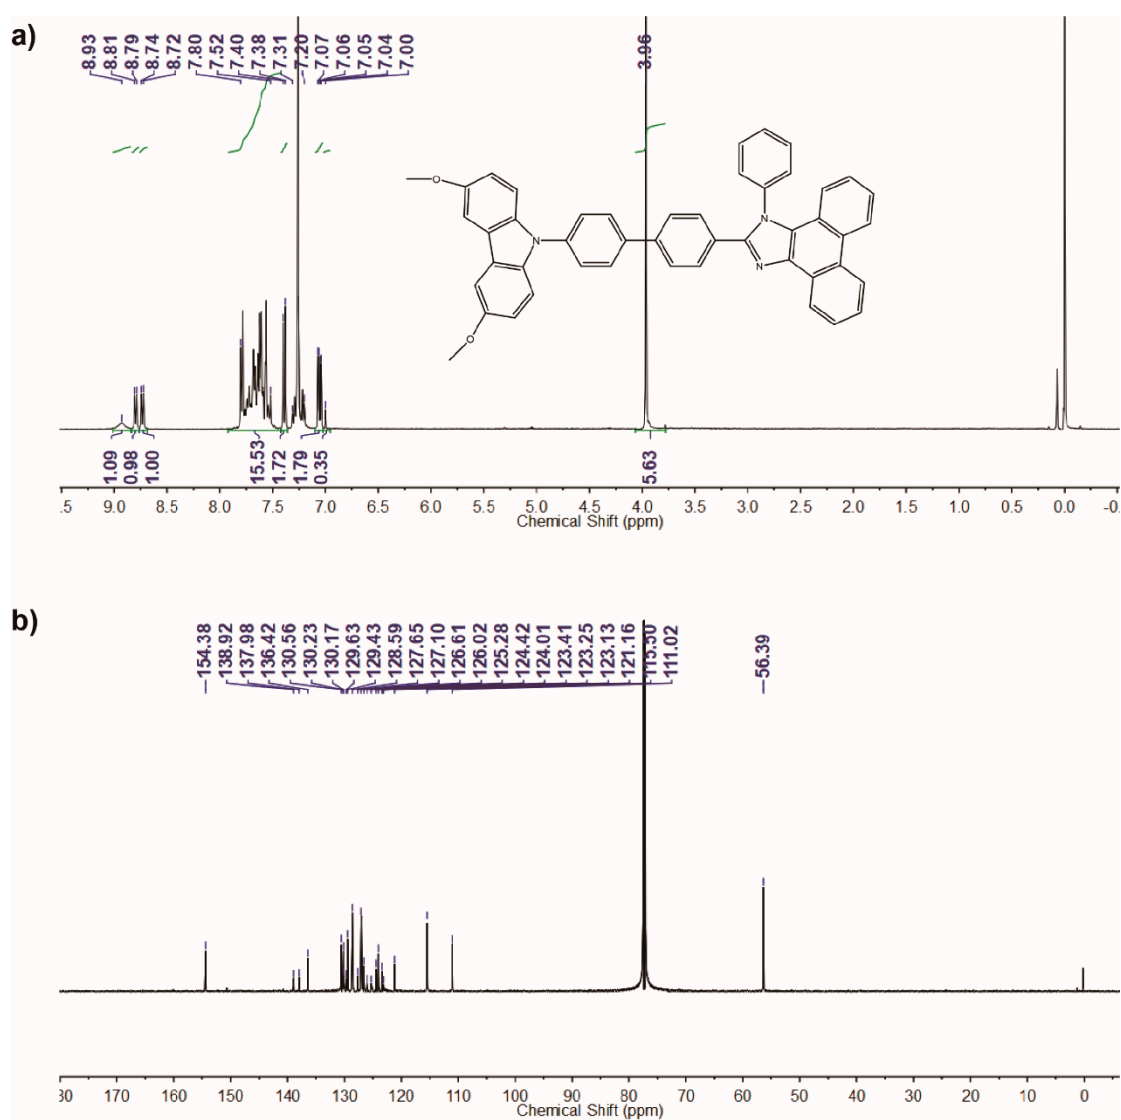 a)
8.93 8.81 8.79 8.74 8.72 7.80 7.52 7.40 7.38 7.31 7.20 7.07 7.06 7.05 7.04 7.00 3.96
N
O
N
N
O
1.09 0.98 1.00 15.53 1.72 1.79 0.35 5.63
.5 9.0 8.5 8.0 7.5 7.0 6.5 6.0 5.5 5.0 4.5 4.0 3.5 3.0 2.5 2.0 1.5 1.0 0.5 0.0 -0.
Chemical Shift (ppm)
b)
154.38 138.92 137.98 136.42 130.56 130.23 130.17 129.63 129.43 128.59 127.65 127.10 126.61 126.02 125.28 124.42 124.01 123.41 123.25 123.13 121.16 115.50 111.02 56.39
80 170 160 150 140 130 120 110 100 90 80 70 60 50 40 30 20 10 0
Chemical Shift (ppm)